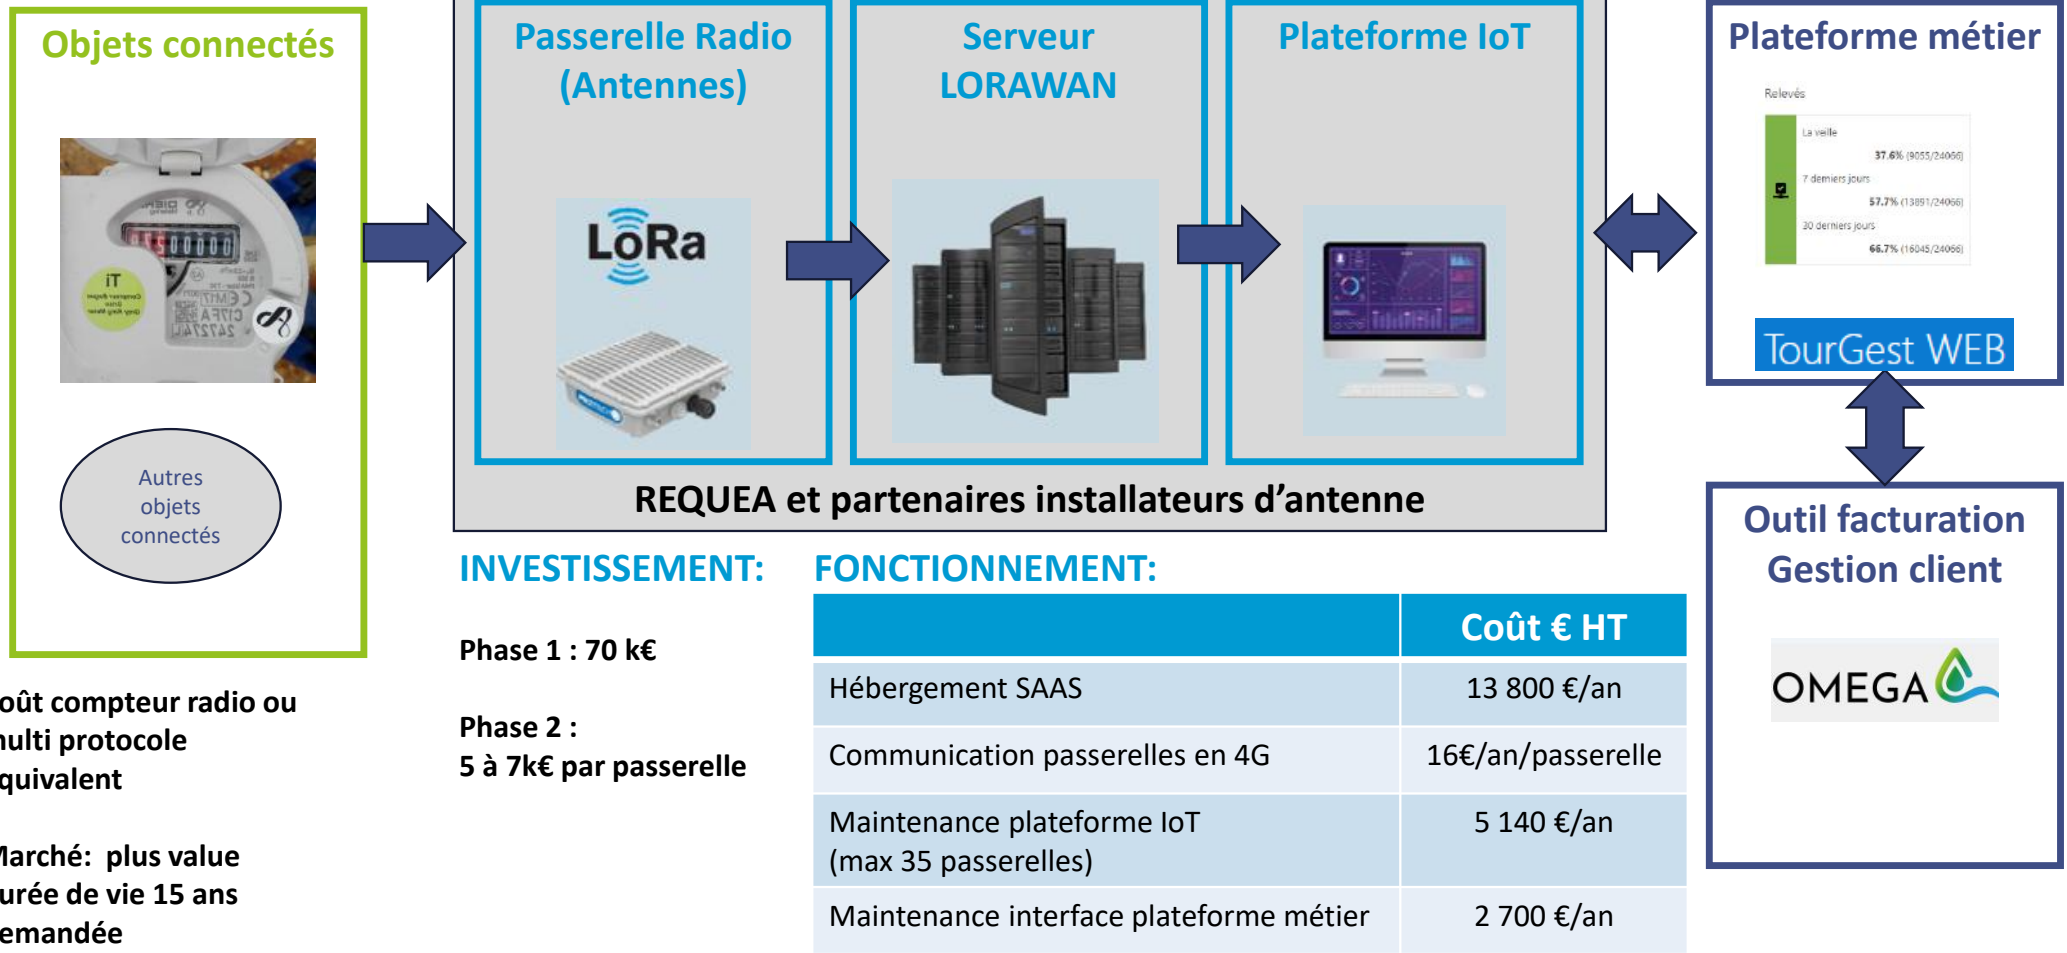 Objets connectés
Autres
objets
connectés
oût compteur radio ou
ulti protocole
quivalent
Marché: plus value
urée de vie 15 ans
emandée
Passerelle Radio
(Antennes)
LoRa
Serveur
LORAWAN
Plateforme IoT
REQUEA et partenaires installateurs d’antenne
Plateforme métier
Relevés
La veille
37.6% (9055/24066)
7 derniers jours
57.7% (13891/24066)
30 derniers jours
66.7% (16045/24066)
TourGest WEB
Outil facturation
Gestion client
OMEGA
INVESTISSEMENT:
Phase 1 : 70 k€
Phase 2 :
5 à 7k€ par passerelle
FONCTIONNEMENT:
Coût € HT
Hébergement SAAS 13 800 €/an
Communication passerelles en 4G 16€/an/passerelle
Maintenance plateforme IoT 5 140 €/an
(max 35 passerelles)
Maintenance interface plateforme métier 2 700 €/an